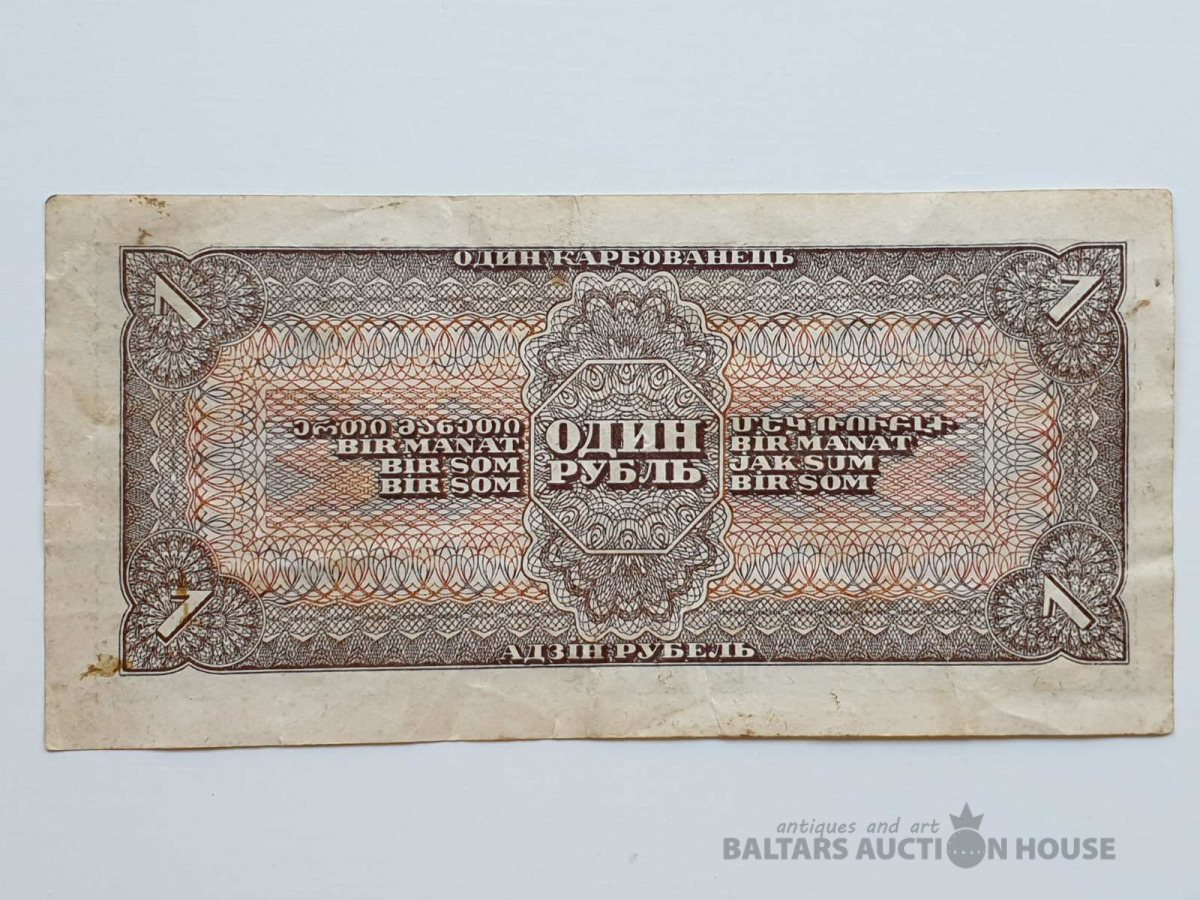 ОДИН КАРБОВАНЕЦЬ
1
1
ᲔᲠᲗᲘ ᲛᲐᲜᲔᲗᲘ
BIR MANAT
BIR SOM
BIR SOM
ОДИН
РУБЛЬ
ՄԵԿ ՌՈՒԲԼԻ
BIR MANAT
JAK SUM
BIR SOM
1
1
АДЗІН РУБЕЛЬ
antiques and art
BALTARS AUCTION HOUSE